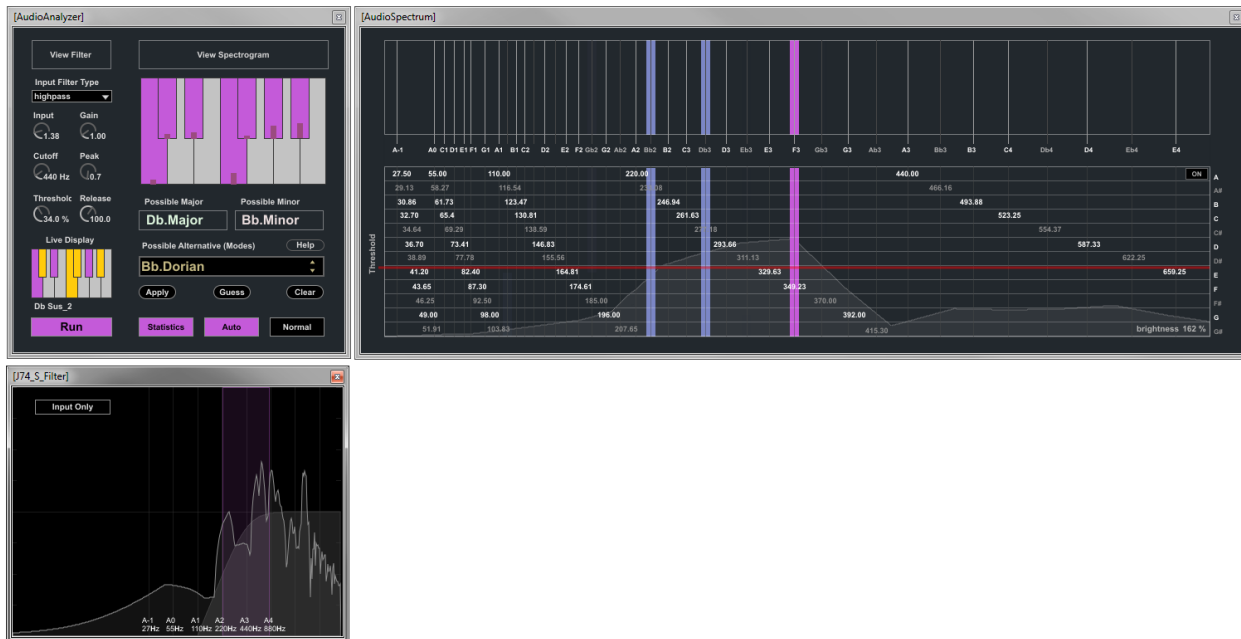 [AudioAnalyzer]
View Filter
View Spectrogram
Input Filter Type
highpass
Input Gain
1.38 1.00
Cutoff Peak
440 Hz 0.7
Threshold Release
34.0 % 100.0
Possible Major Possible Minor
Db.Major Bb.Minor
Live Display
Possible Alternative (Modes) Help
Bb.Dorian
Apply Guess Clear
Db Sus_2
Run Statistics Auto Normal
[AudioSpectrum]
A-1 A0 C1 D1 E1 F1 G1 A1 B1 C2 D2 E2 F2 Gb2 G2 Ab2 A2 Bb2 B2 C3 Db3 D3 Eb3 E3 F3 Gb3 G3 Ab3 A3 Bb3 B3 C4 Db4 D4 Eb4 E4
Threshold
27.50 55.00 110.00 220.00 440.00 ON A
29.13 58.27 116.54 466.16 A#
30.86 61.73 123.47 246.94 493.88 B
32.70 65.4 130.81 261.63 523.25 C
34.64 69.29 138.59 554.37 C#
36.70 73.41 146.83 293.66 587.33 D
38.89 77.78 155.56 311.13 622.25 D#
41.20 82.40 164.81 329.63 659.25 E
43.65 87.30 174.61 349.23 F
46.25 92.50 185.00 370.00 F#
49.00 98.00 196.00 392.00 G
51.91 103.83 207.65 415.30 brightness 162 % G#
[J74_S_Filter]
Input Only
A-1 A0 A1 A2 A3 A4
27Hz 55Hz 110Hz 220Hz 440Hz 880Hz